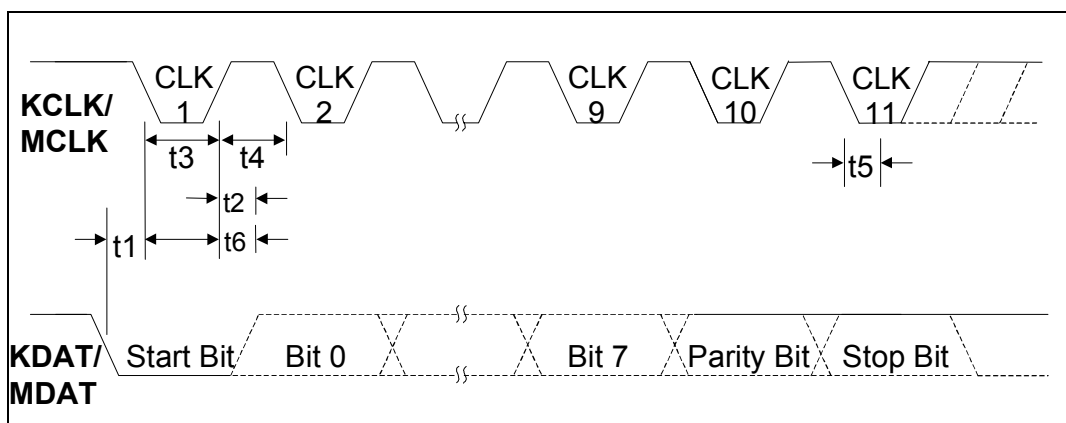 KCLK/
MCLK
CLK
1
CLK
2
CLK
9
CLK
10
CLK
11
t3
t4
t2
t5
t1
t6
KDAT/
MDAT
Start Bit
Bit 0
Bit 7
Parity Bit
Stop Bit